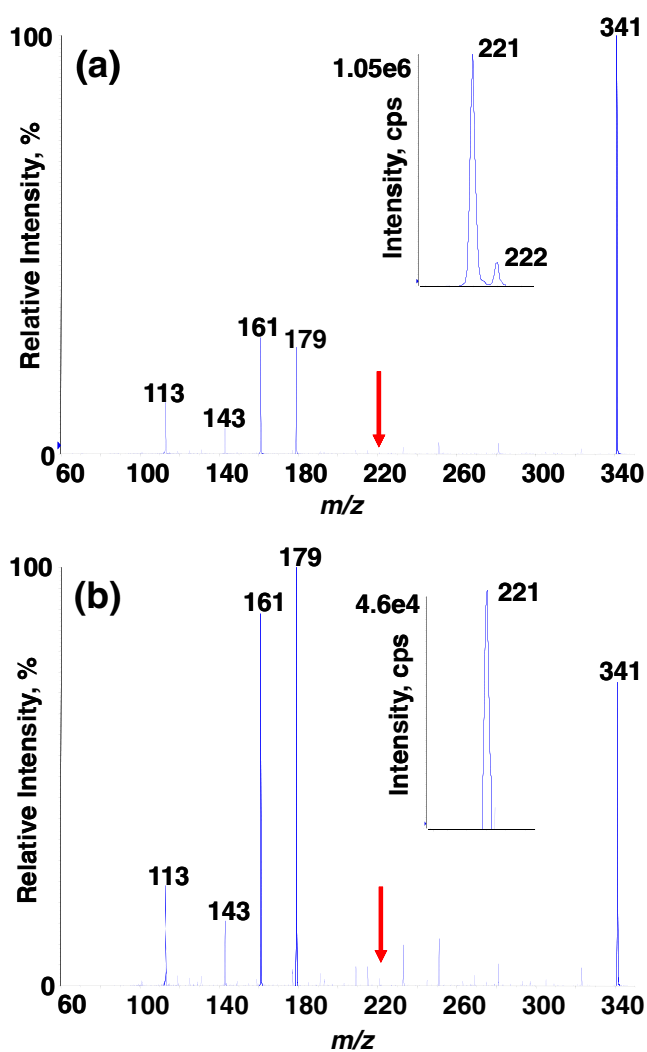 100
(a)
341
221
1.05e6
Intensity, cps
222
Relative Intensity, %
161
179
113
143
0
60 100 140 180 220 260 300 340
m/z
179
100
(b)
161
221
4.6e4
Intensity, cps
341
Relative Intensity, %
113
143
0
60 100 140 180 220 260 300 340
m/z